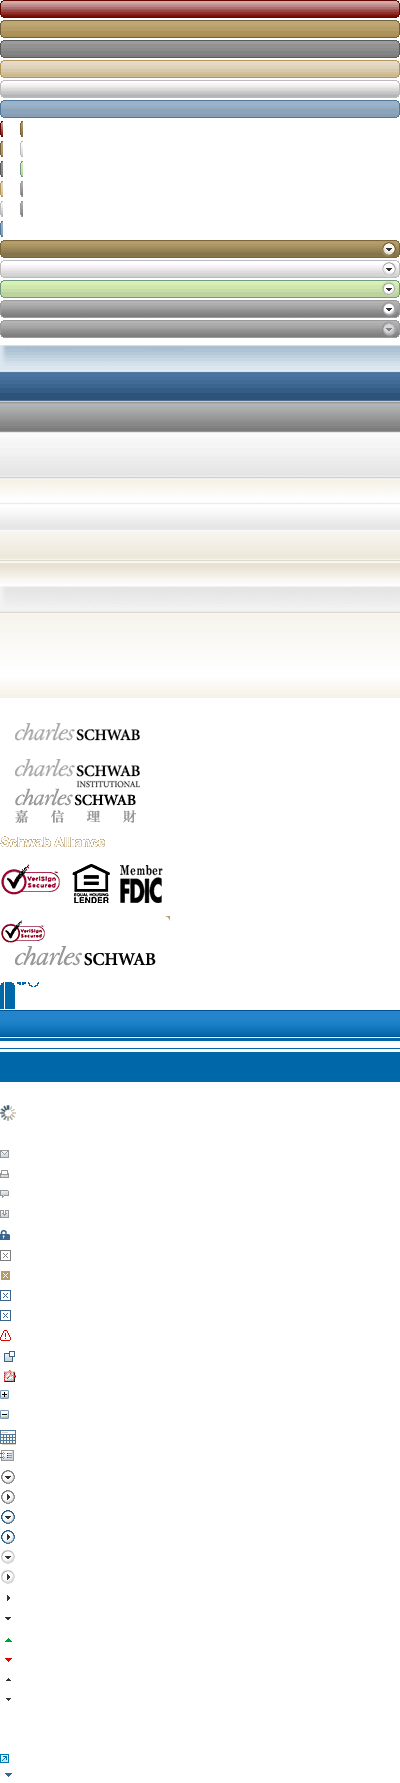 charles SCHWAB
charles SCHWAB
INSTITUTIONAL
charles SCHWAB
嘉信理財
Schwab Alliance
VeriSign Secured
EQUAL HOUSING LENDER
Member FDIC
VeriSign Secured
charles SCHWAB